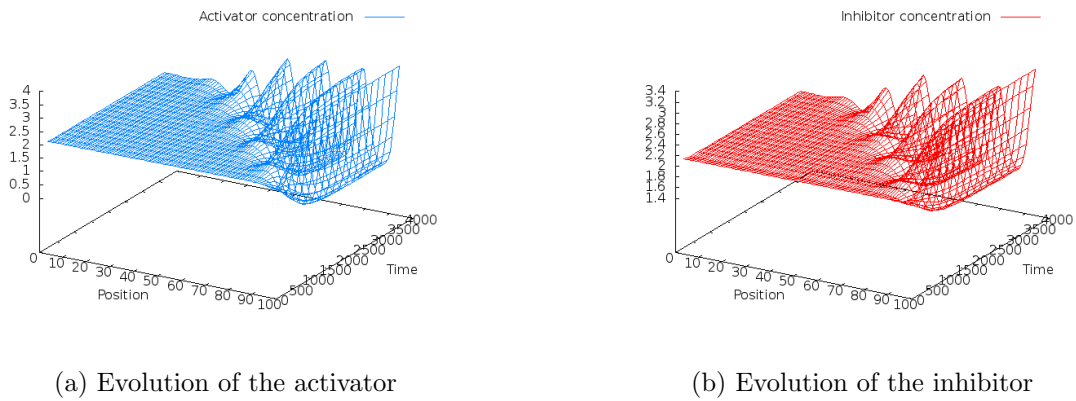 Activator concentration
4
3.5
3
2.5
2
1.5
1
0.5
0
0 10 20 30 40 50 60 70 80 90 100
Position
0 500 1000 1500 2000 2500 3000 3500 4000
Time
(a) Evolution of the activator
Inhibitor concentration
3.4
3.2
3
2.8
2.6
2.4
2.2
2
1.8
1.6
1.4
0 10 20 30 40 50 60 70 80 90 100
Position
0 500 1000 1500 2000 2500 3000 3500 4000
Time
(b) Evolution of the inhibitor